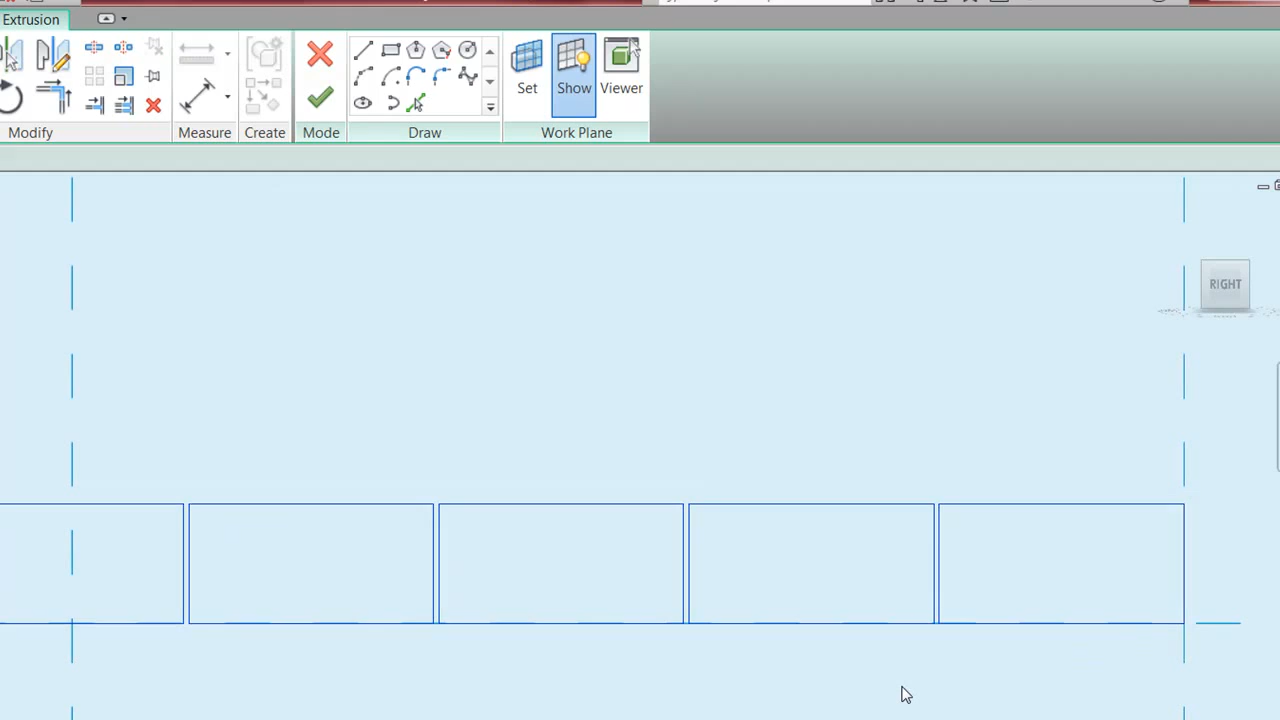 Extrusion
Set
Show
Viewer
Modify
Measure
Create
Mode
Draw
Work Plane
RIGHT